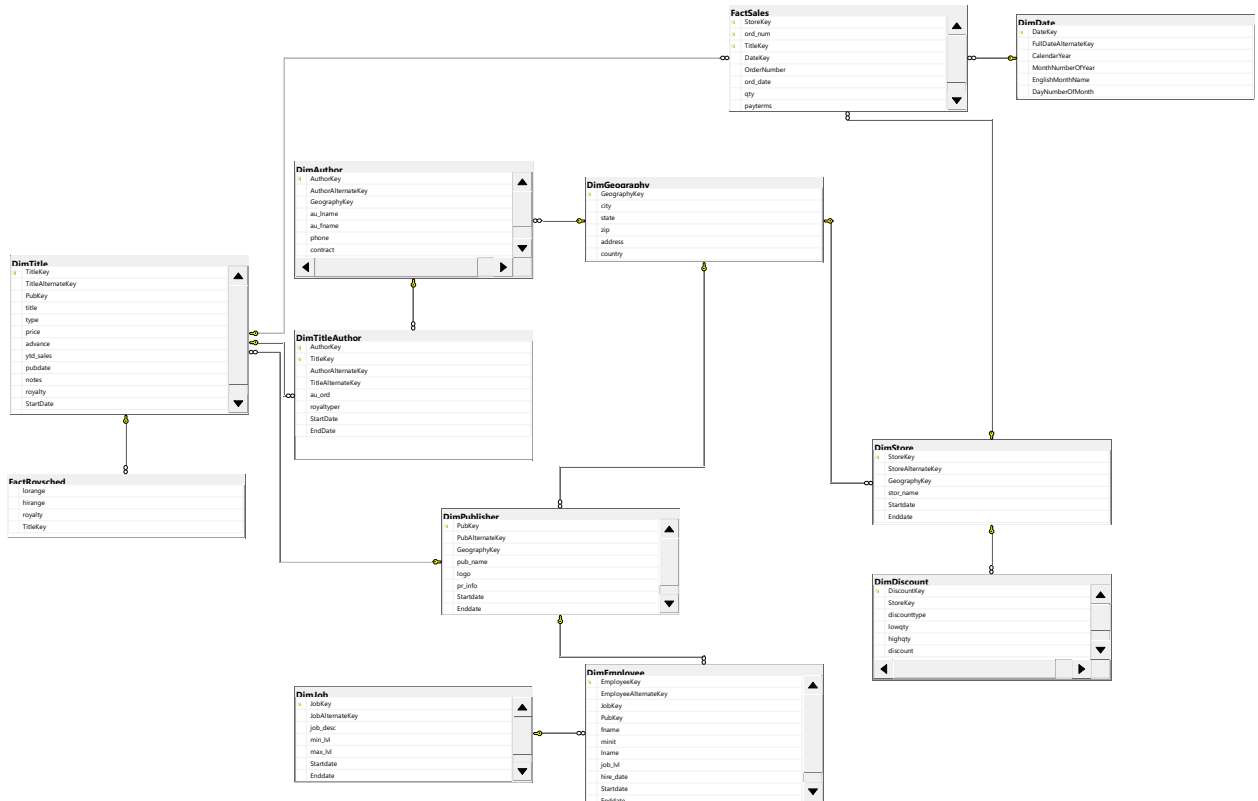 FactSales
StoreKey
ord_num
TitleKey
DateKey
OrderNumber
ord_date
qty
payterms
DimDate
DateKey
FullDateAlternateKey
CalendarYear
MonthNumberOfYear
EnglishMonthName
DayNumberOfMonth
DimAuthor
AuthorKey
AuthorAlternateKey
GeographyKey
au_lname
au_fname
phone
contract
DimGeography
GeographyKey
city
state
zip
address
country
DimTitle
TitleKey
TitleAlternateKey
PubKey
title
type
price
advance
ytd_sales
pubdate
notes
royalty
StartDate
DimTitleAuthor
AuthorKey
TitleKey
AuthorAlternateKey
TitleAlternateKey
au_ord
royaltyper
StartDate
EndDate
FactRoysched
lorange
hirange
royalty
TitleKey
DimStore
StoreKey
StoreAlternateKey
GeographyKey
stor_name
Startdate
Enddate
DimPublisher
PubKey
PubAlternateKey
GeographyKey
pub_name
logo
pr_info
Startdate
Enddate
DimDiscount
DiscountKey
StoreKey
discounttype
lowqty
highqty
discount
DimJob
JobKey
JobAlternateKey
job_desc
min_lvl
max_lvl
Startdate
Enddate
DimEmployee
EmployeeKey
EmployeeAlternateKey
JobKey
PubKey
fname
minit
lname
job_lvl
hire_date
Startdate
Enddate